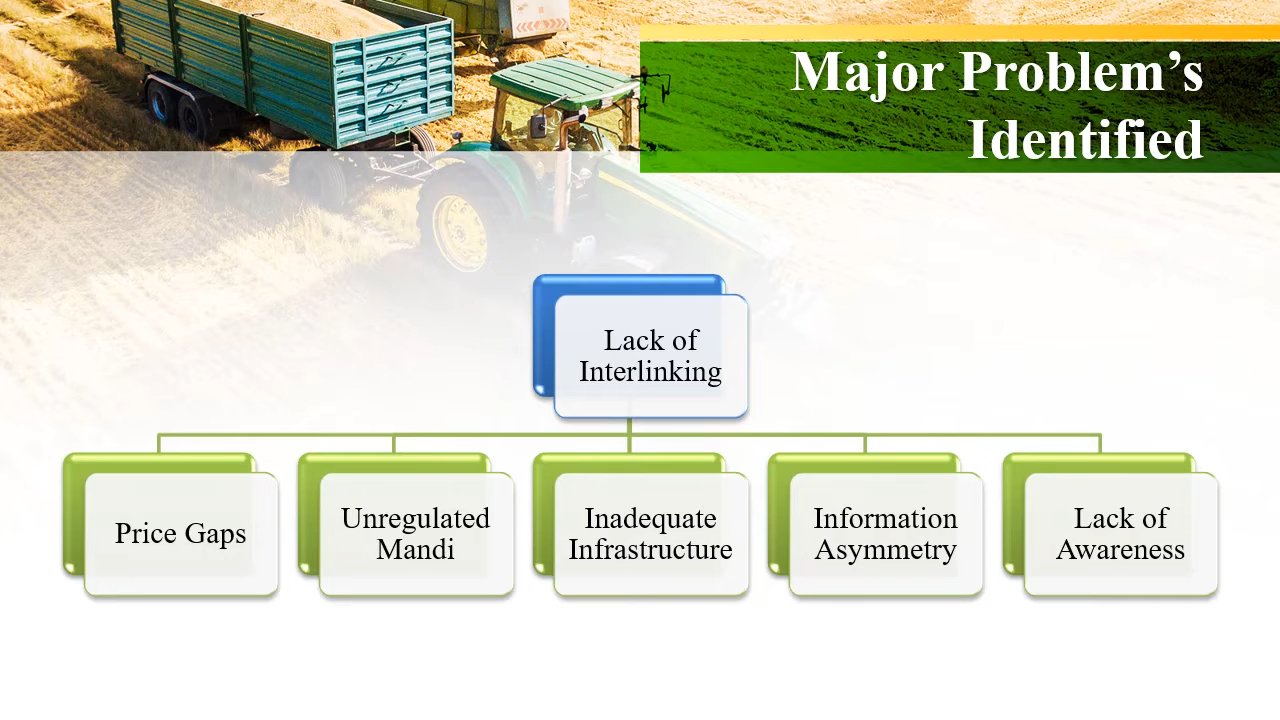 Major Problem’s
Identified
Lack of
Interlinking
Price Gaps
Unregulated
Mandi
Inadequate
Infrastructure
Information
Asymmetry
Lack of
Awareness